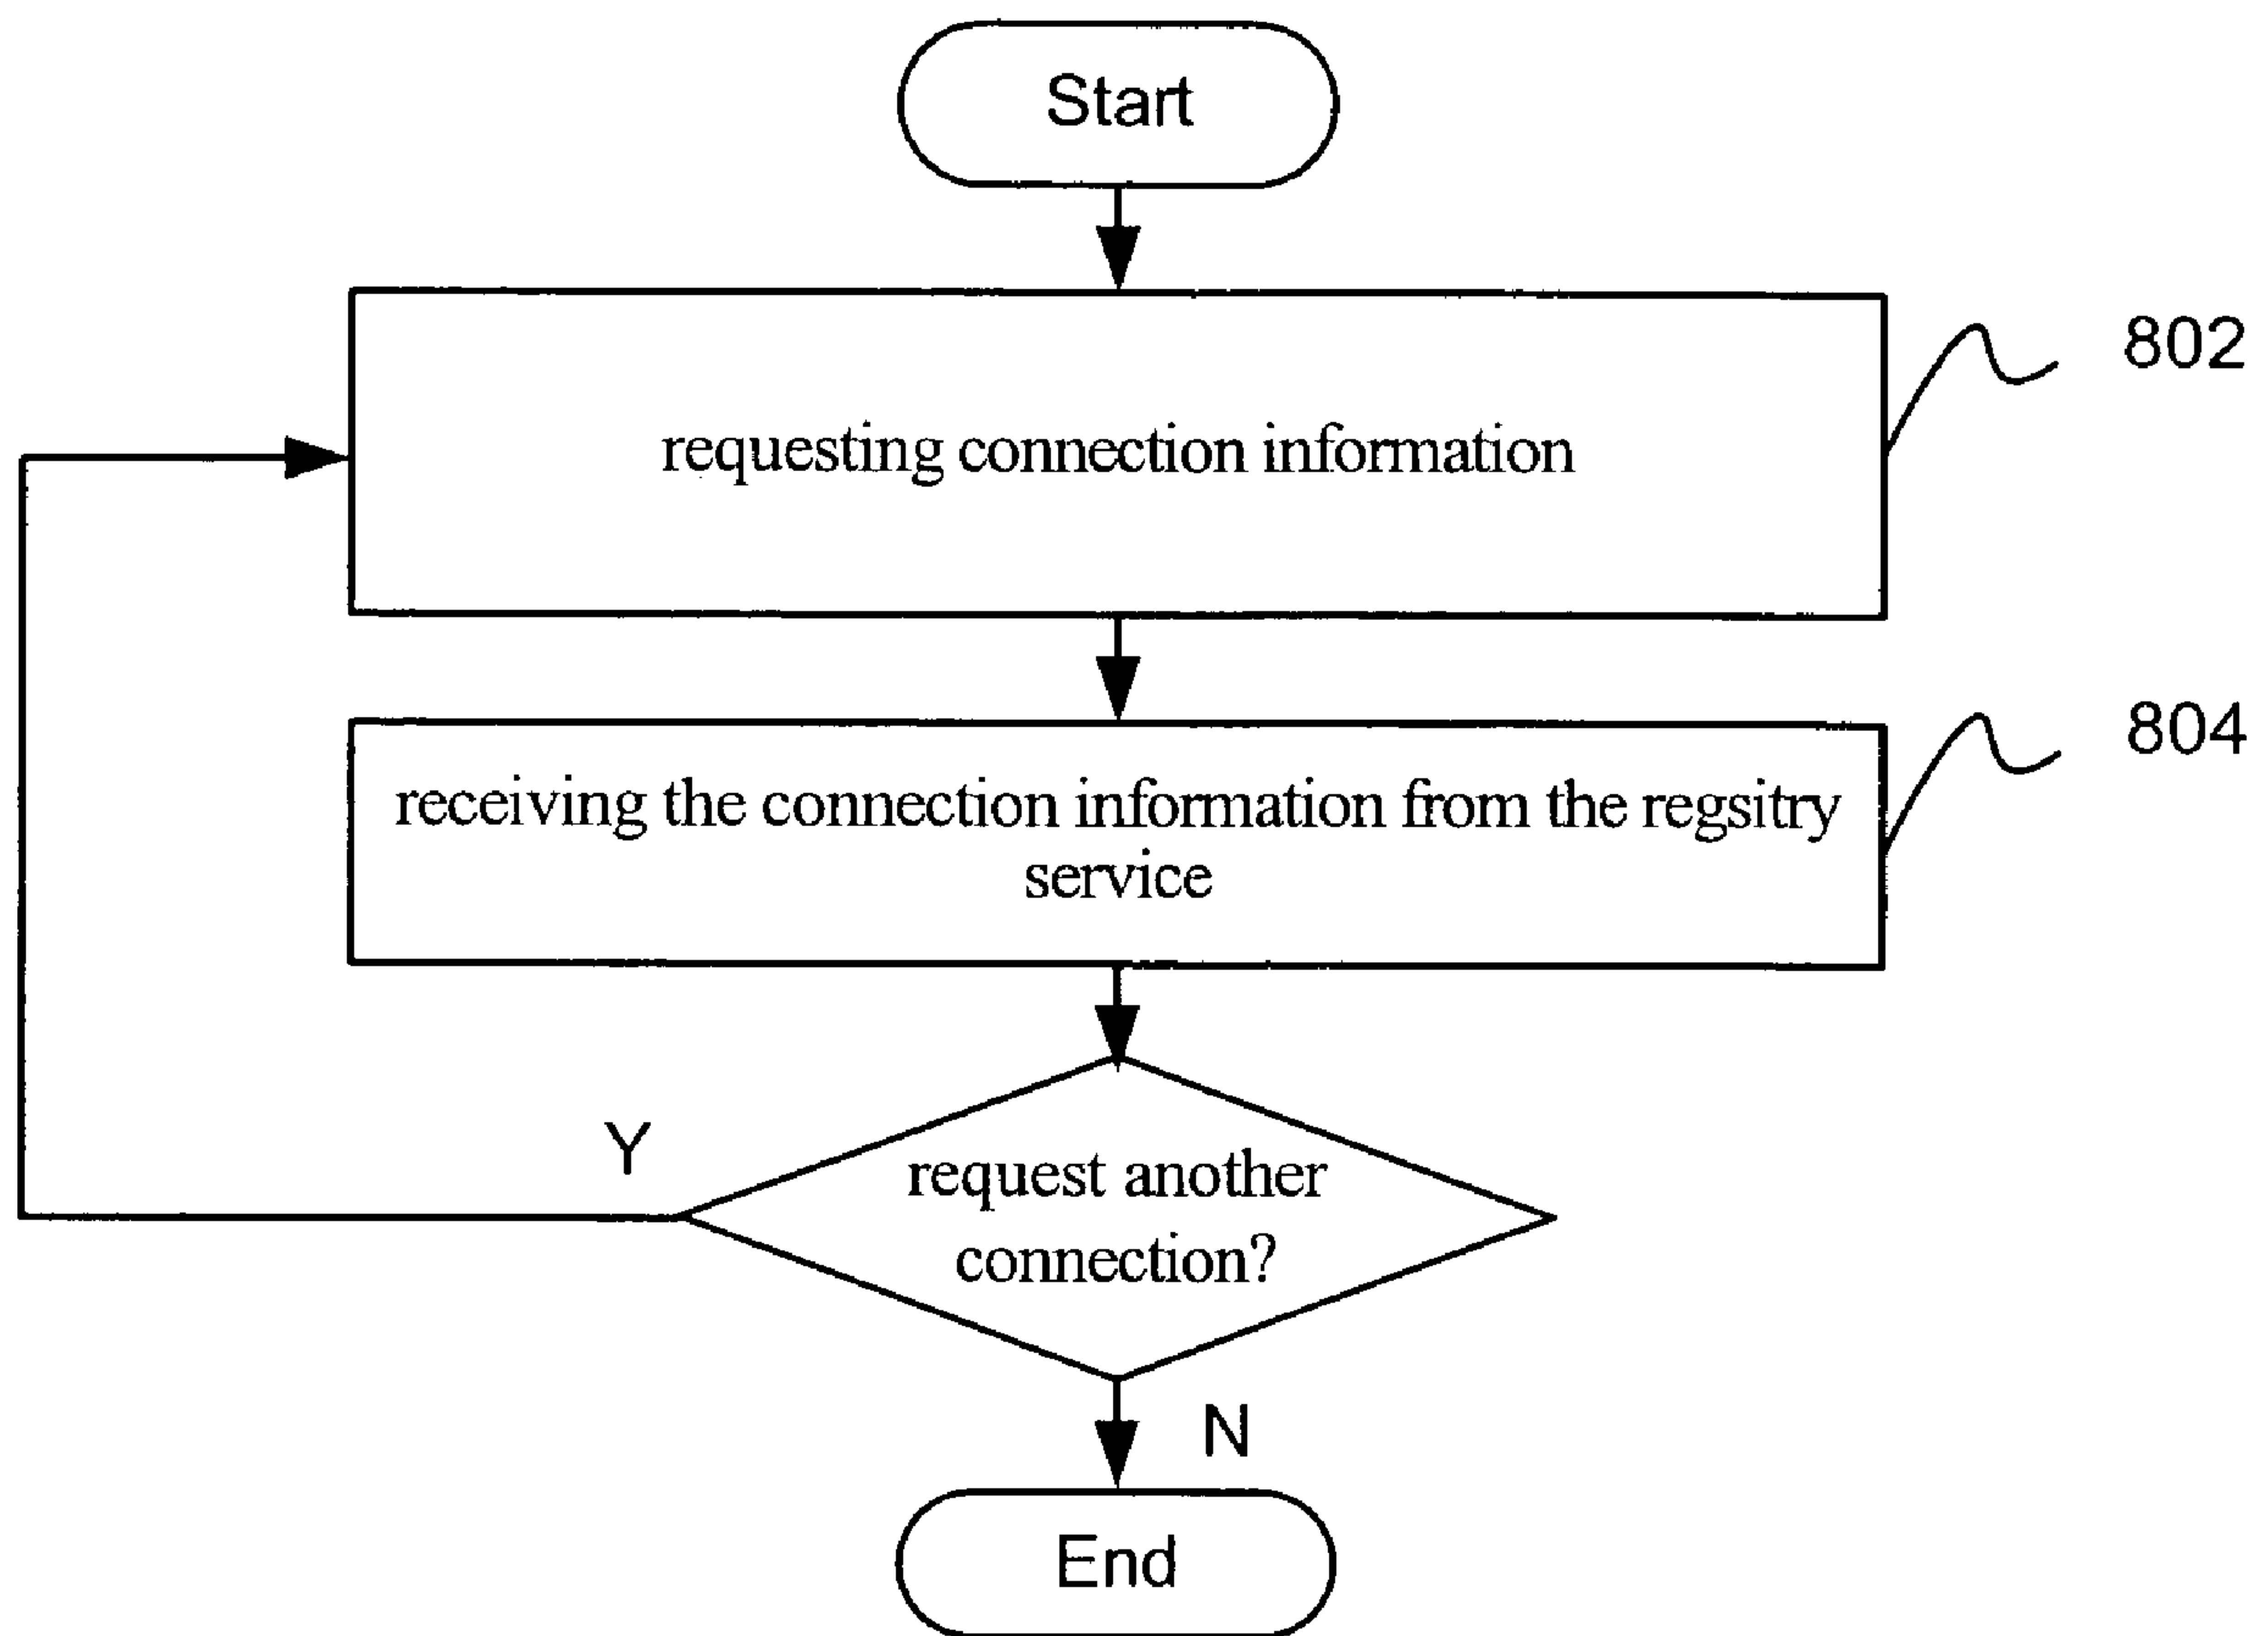 Start
802
requesting connection information
804
receiving the connection information from the regsitry
service
Y
request another
connection?
N
End